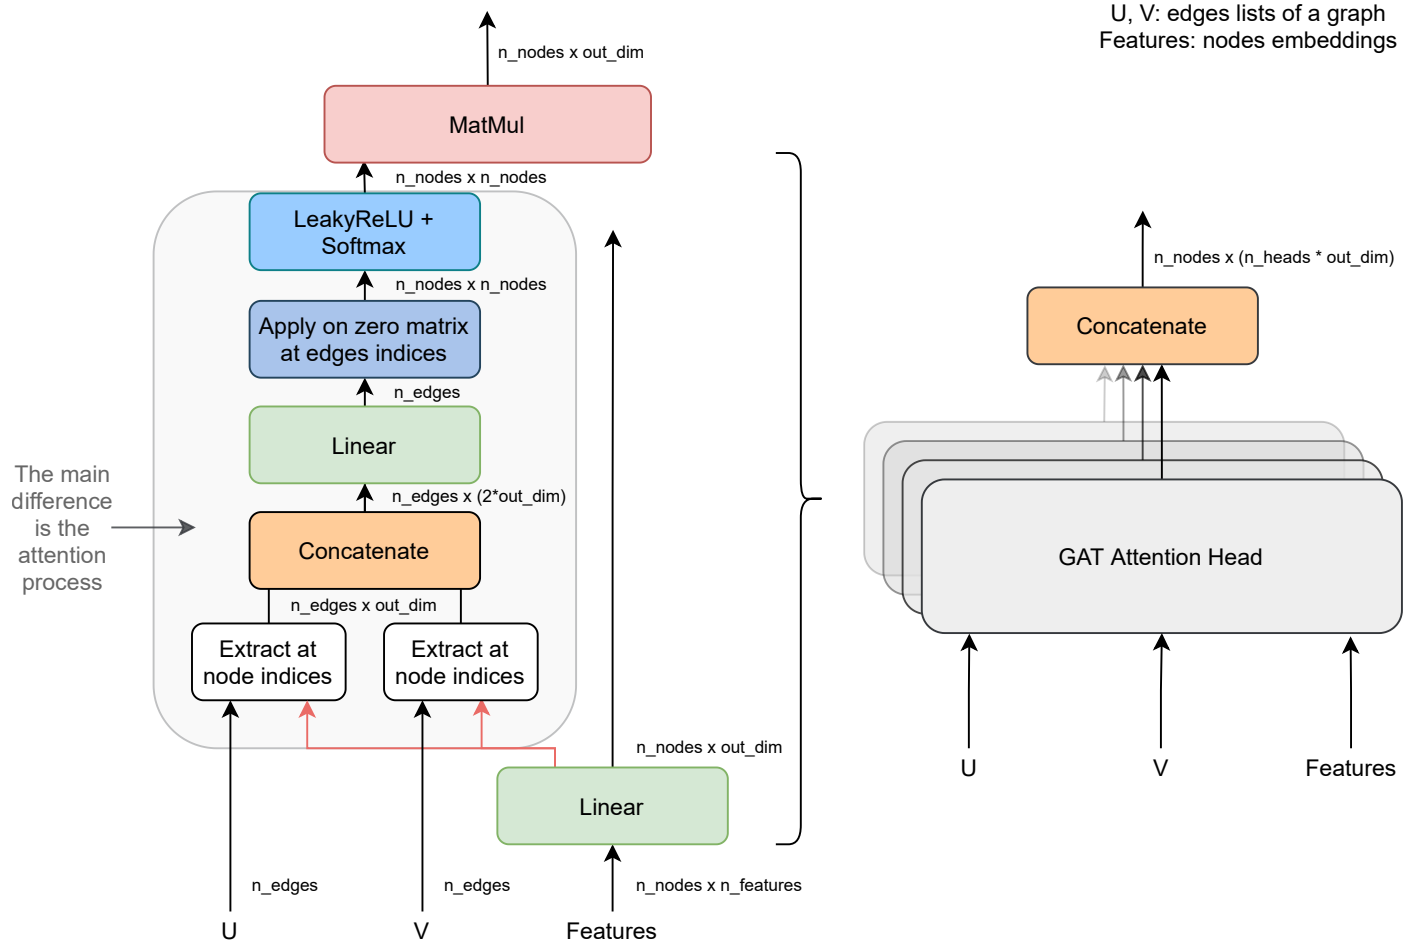 U, V: edges lists of a graph
Features: nodes embeddings
n_nodes x out_dim
MatMul
n_nodes x n_nodes
LeakyReLU +
Softmax
n_nodes x n_nodes
Apply on zero matrix
at edges indices
n_edges
Linear
n_edges x (2*out_dim)
Concatenate
n_edges x out_dim
Extract at
node indices
Extract at
node indices
The main
difference
is the
attention
process
n_nodes x out_dim
Linear
n_edges
n_edges
n_nodes x n_features
U
V
Features
n_nodes x (n_heads * out_dim)
Concatenate
GAT Attention Head
U
V
Features